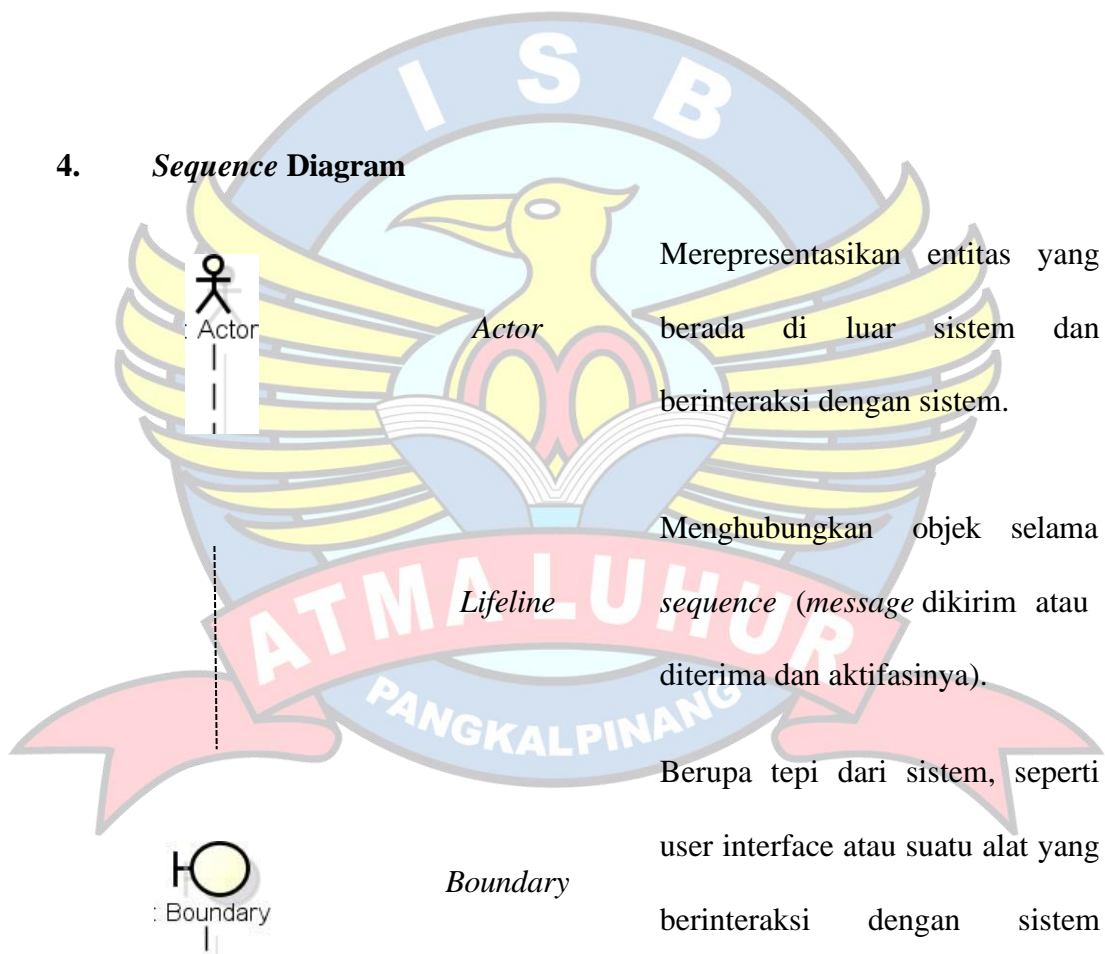 I S B
4. Sequence Diagram
: Actor
Actor
Merepresentasikan entitas yang
berada di luar sistem dan
berinteraksi dengan sistem.
Lifeline
Menghubungkan objek selama
sequence (message dikirim atau
diterima dan aktifasinya).
ATMA LUHUR
PANGKALPINANG
: Boundary
Boundary
Berupa tepi dari sistem, seperti
user interface atau suatu alat yang
berinteraksi dengan sistem